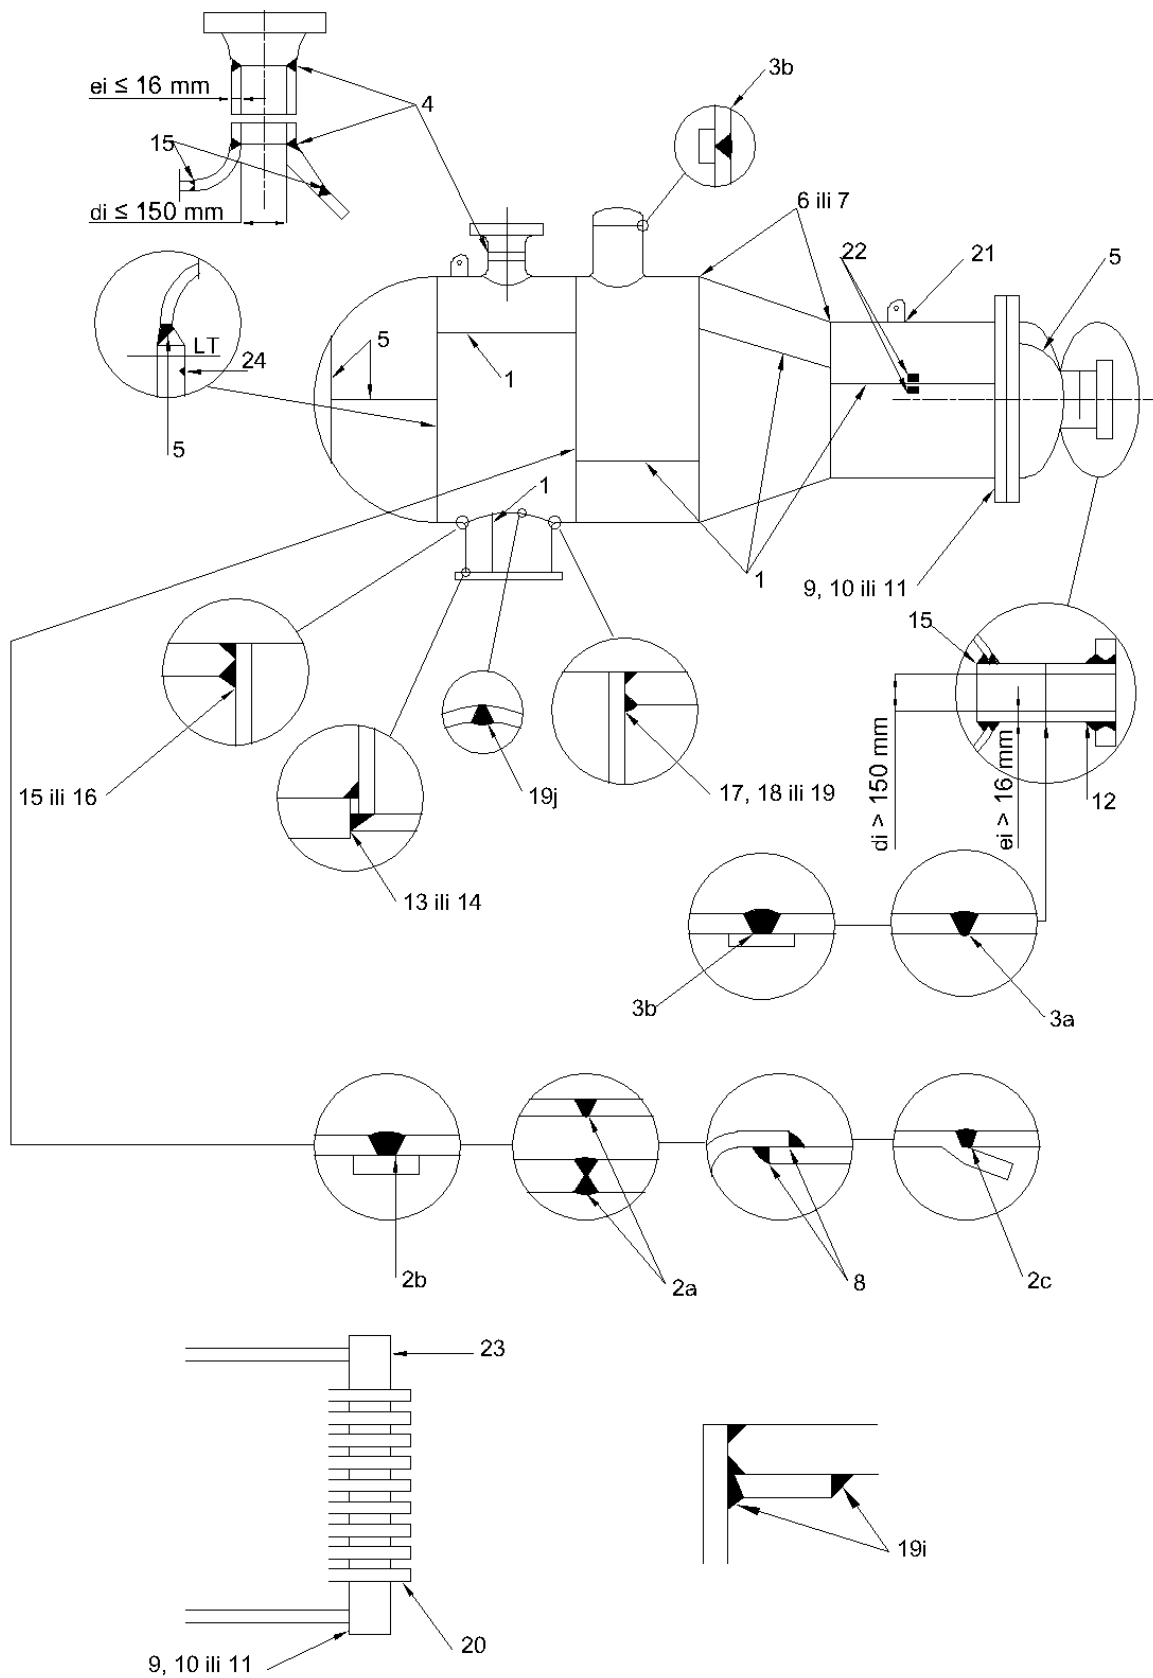 3b
ei ≤ 16 mm
4
15
6 ili 7
di ≤ 150 mm
22
21
5
LT
24
5
1
5
1
1
9, 10 ili 11
15
15 ili 16
19j
17, 18 ili 19
12
di > 150 mm
ei > 16 mm
13 ili 14
3b
3a
2b
2a
8
2c
23
19i
20
9, 10 ili 11